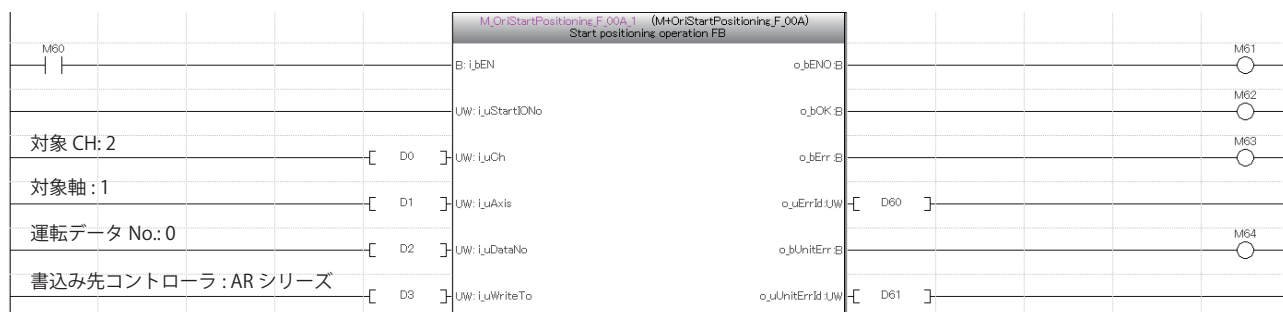 M_OriStartPositioning_F_00A_1 (M+OriStartPositioning_F_00A)
Start positioning operation FB
M60
B: i_bEN
o_bENO:B
M61
UW: i_uStartIONo
o_bOK:B
M62
対象 CH: 2
D0
UW: i_uCh
o_bErr:B
M63
対象軸 : 1
D1
UW: i_uAxis
o_uErrId:UW
D60
運転データ No.: 0
D2
UW: i_uDataNo
o_bUnitErr:B
M64
書込み先コントローラ : AR シリーズ
D3
UW: i_uWriteTo
o_uUnitErrId:UW
D61